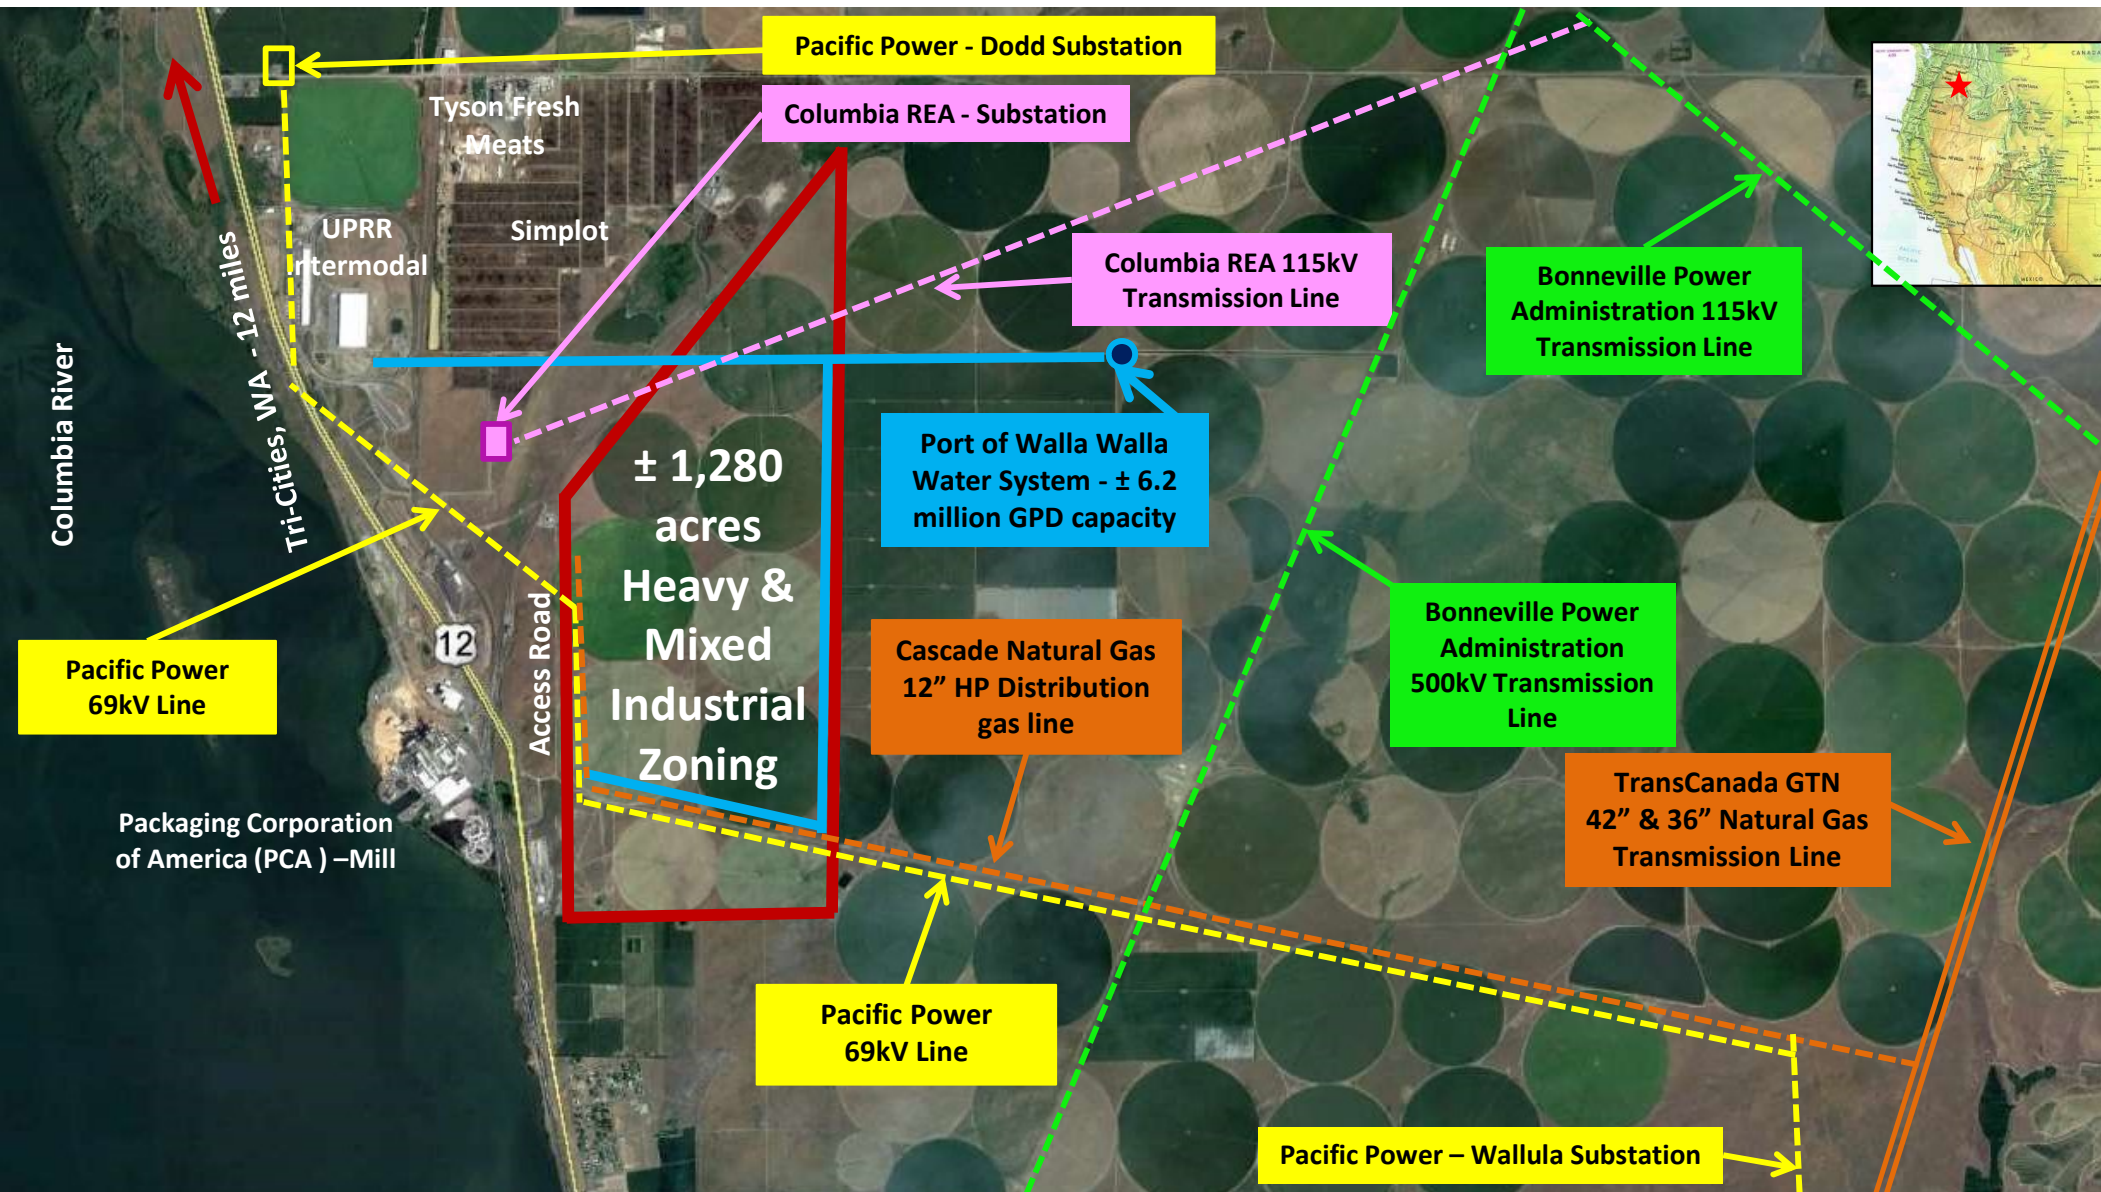 Pacific Power - Dodd Substation
Columbia REA - Substation
Tyson Fresh
Meats
UPRR
Intermodal
Simplot
Columbia REA 115kV
Transmission Line
Bonneville Power
Administration 115kV
Transmission Line
Tri-Cities, WA - 12 miles
Columbia River
± 1,280
acres
Heavy &
Mixed
Industrial
Zoning
Port of Walla Walla
Water System - ± 6.2
million GPD capacity
Access Road
12
Pacific Power
69kV Line
Cascade Natural Gas
12” HP Distribution
gas line
Bonneville Power
Administration
500kV Transmission
Line
TransCanada GTN
42” & 36” Natural Gas
Transmission Line
Packaging Corporation
of America (PCA ) –Mill
Pacific Power
69kV Line
Pacific Power – Wallula Substation